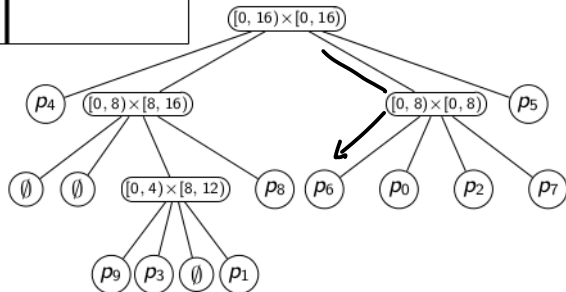 [0, 16)×[0, 16)
p4 [0, 8)×[8, 16) [0, 8)×[0, 8) p5
∅ ∅ [0, 4)×[8, 12) p8 p6 p0 p2 p7
p9 p3 ∅ p1